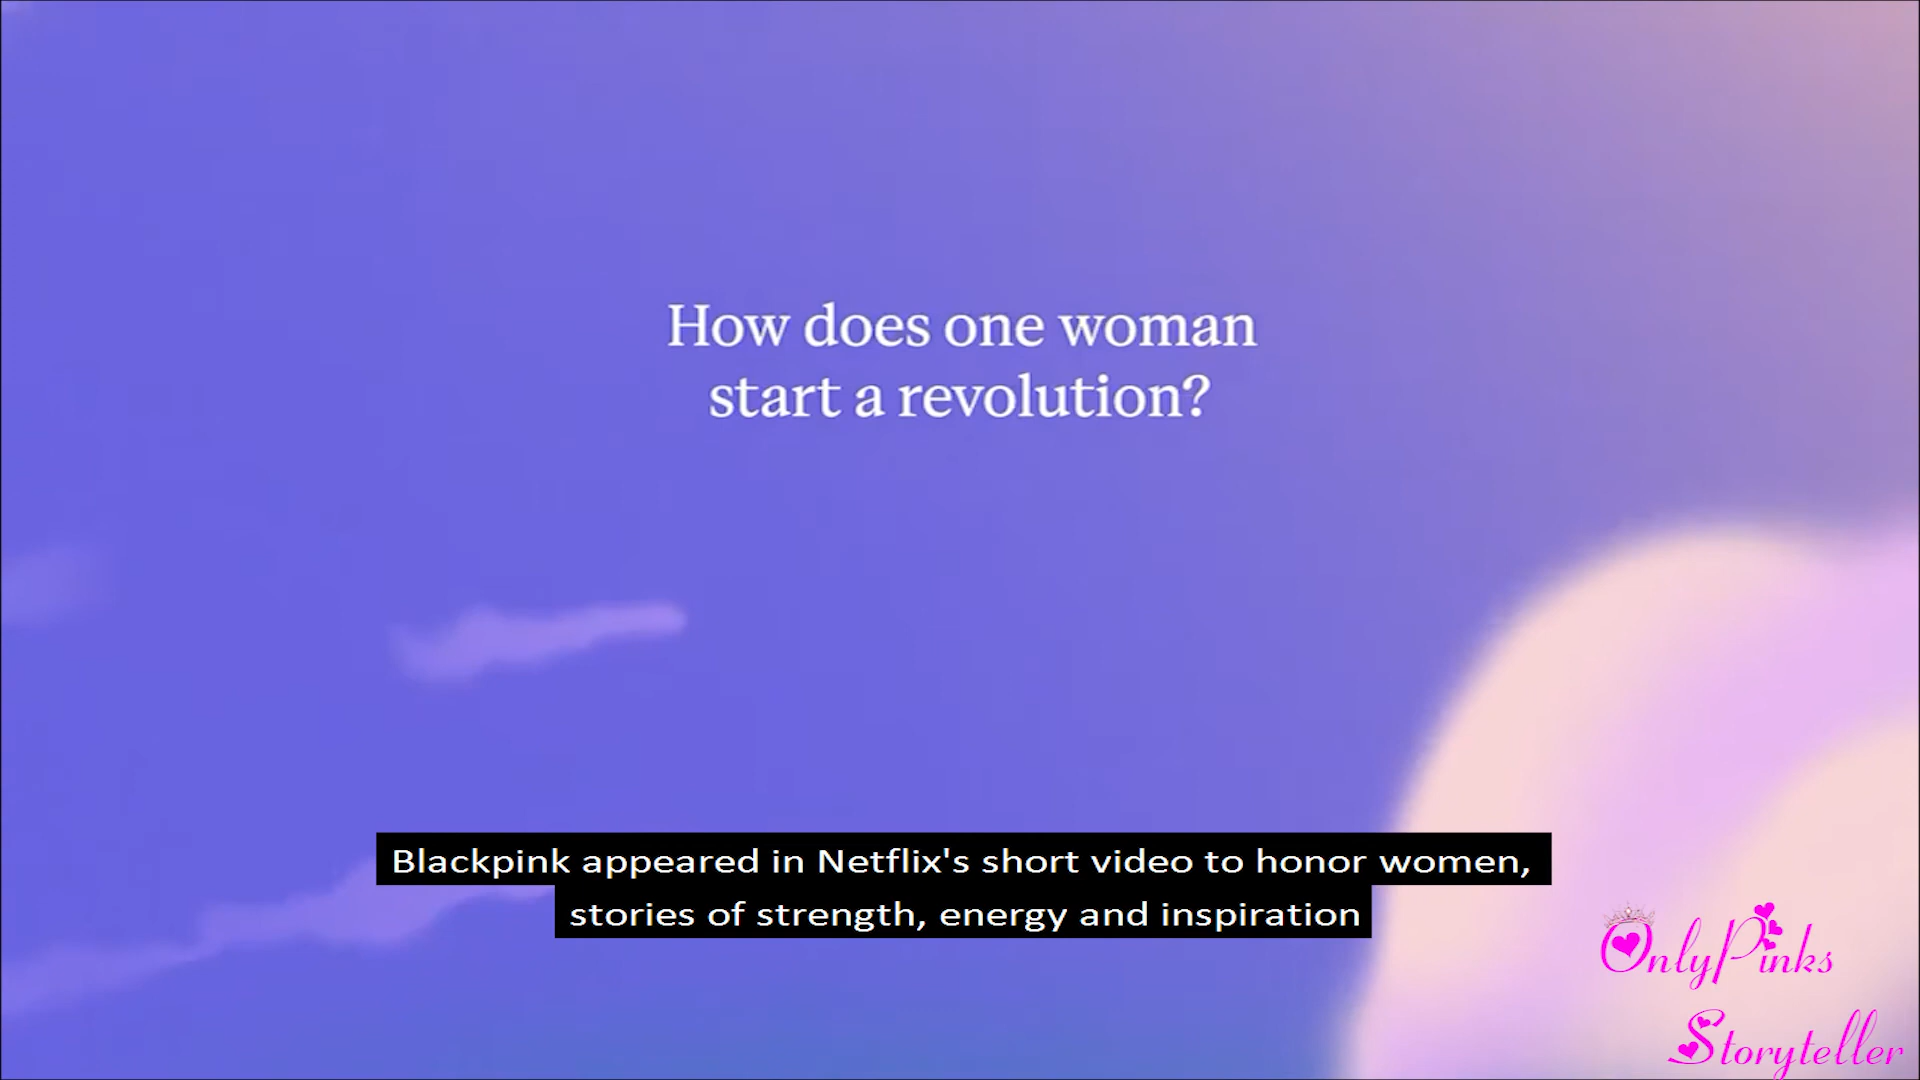 How does one woman
start a revolution?
Blackpink appeared in Netflix's short video to honor women,
stories of strength, energy and inspiration
OnlyPinks
Storyteller